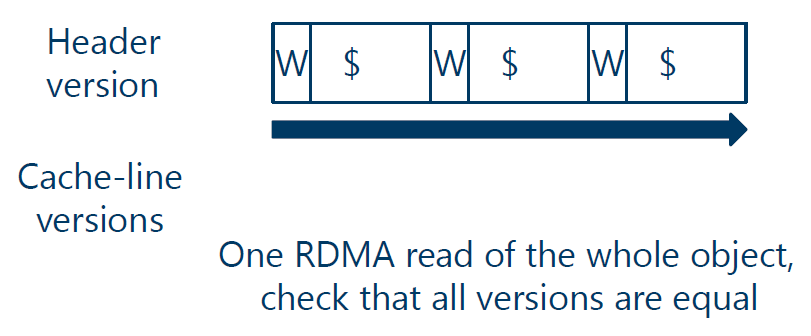 Header
version
W $ W $ W $
Cache-line
versions
One RDMA read of the whole object,
check that all versions are equal